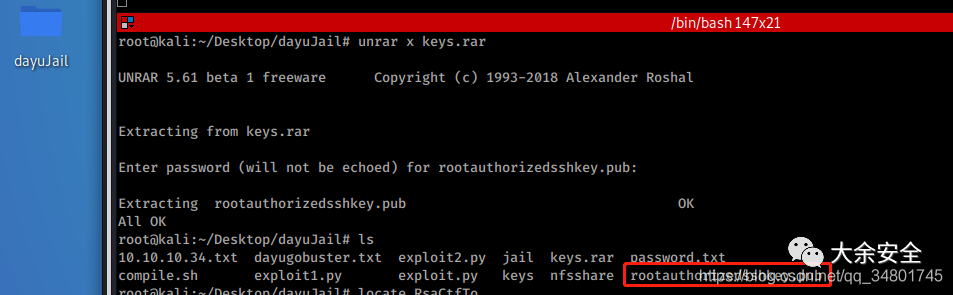 dayuJail
/bin/bash 147x21
root@kali:~/Desktop/dayuJail# unrar x keys.rar
UNRAR 5.61 beta 1 freeware      Copyright (c) 1993-2018 Alexander Roshal
Extracting from keys.rar
Enter password (will not be echoed) for rootauthorizedsshkey.pub:
Extracting  rootauthorizedsshkey.pub                                  OK
All OK
root@kali:~/Desktop/dayuJail# ls
10.10.10.34.txt  dayugobuster.txt  exploit2.py  jail  keys.rar  password.txt
compile.sh       exploit1.py       exploit.py   keys  nfsshare  rootauthorizedsshkey.pub
root@kali:~/Desktop/dayuJail# locate RsaCtfTo
大余安全
https://blog.csdn.net/qq_34801745